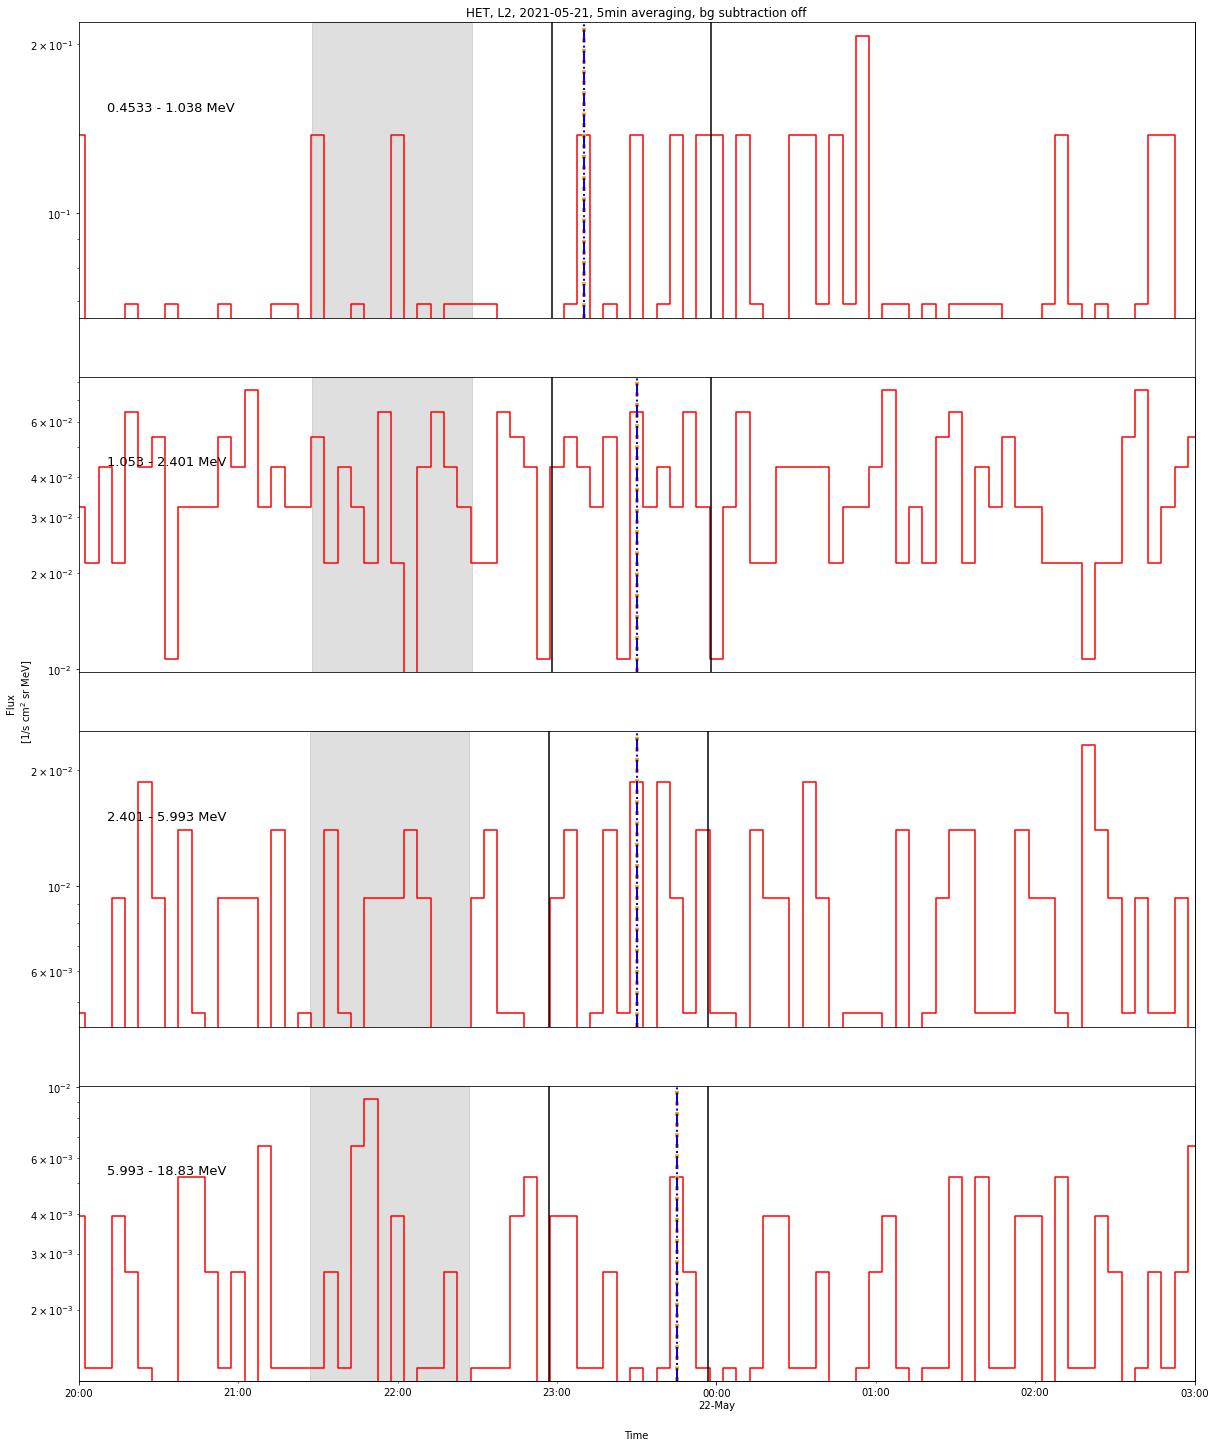 HET, L2, 2021-05-21, 5min averaging, bg subtraction off
2×10⁻¹
0.4533 - 1.038 MeV
10⁻¹
6×10⁻²
1.053 - 2.401 MeV
4×10⁻²
3×10⁻²
2×10⁻²
10⁻²
Flux
[1/s cm² sr MeV]
2×10⁻²
2.401 - 5.993 MeV
10⁻²
6×10⁻³
10⁻²
6×10⁻³
5.993 - 18.83 MeV
4×10⁻³
3×10⁻³
2×10⁻³
20:00 21:00 22:00 23:00 00:00 01:00 02:00 03:00
22-May
Time